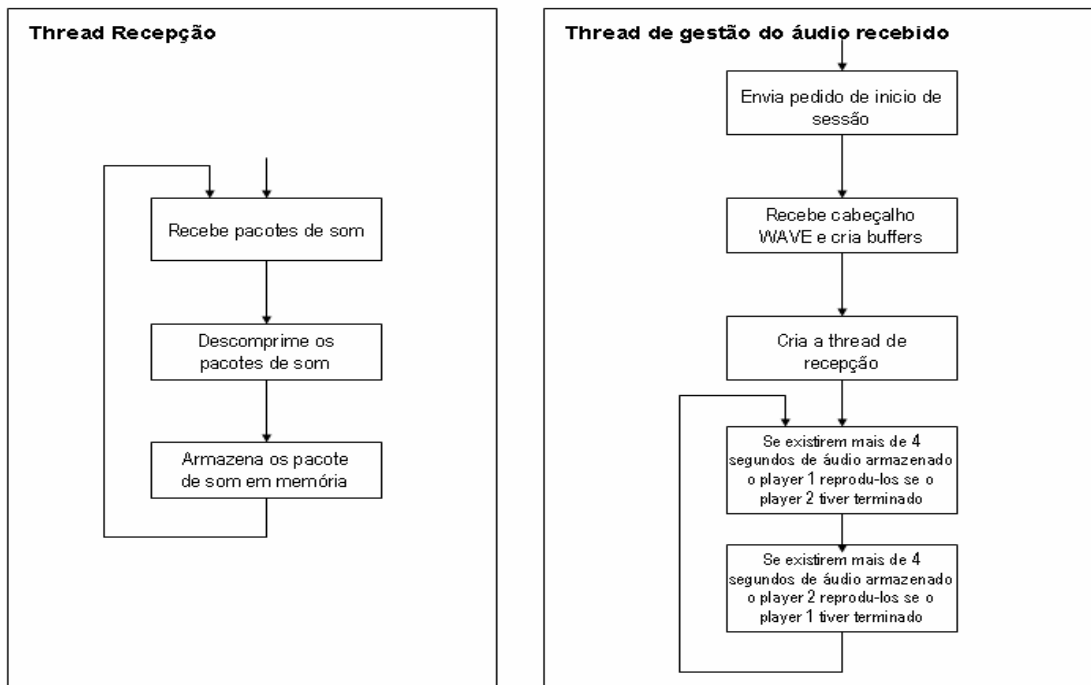 Thread Recepção
Recebe pacotes de som
Descomprime os
pacotes de som
Armazena os pacote
de som em memória
Thread de gestão do áudio recebido
Envia pedido de inicio de
sessão
Recebe cabeçalho
WAVE e cria buffers
Cria a thread de
recepção
Se existirem mais de 4
segundos de áudio armazenado
o player 1 reprodu-los se o
player 2 tiver terminado
Se existirem mais de 4
segundos de áudio armazenado
o player 2 reprodu-los se o
player 1 tiver terminado